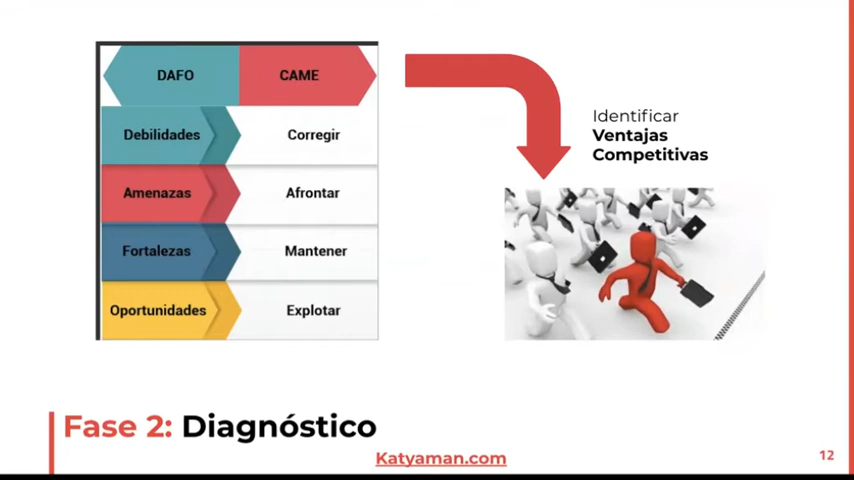 DAFO CAME
Debilidades Corregir
Amenazas Afrontar
Fortalezas Mantener
Oportunidades Explotar
Identificar
Ventajas
Competitivas
Fase 2: Diagnóstico
Katyaman.com
12